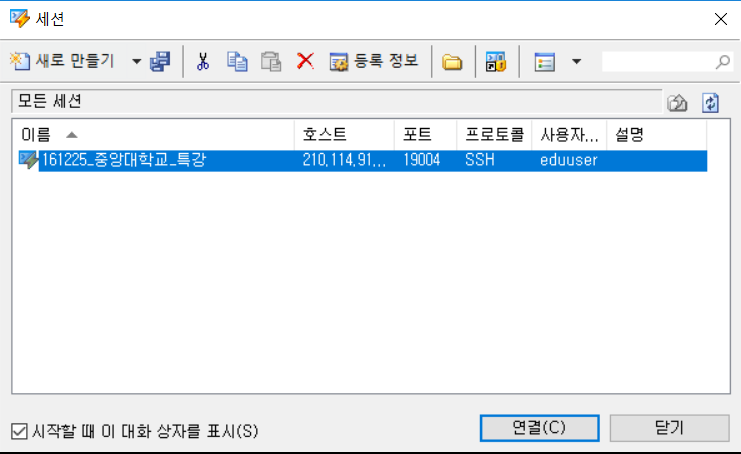 세션
새로 만들기 등록 정보
모든 세션
이름 호스트 포트 프로토콜 사용자... 설명
161225_중앙대학교_특강 210,114,91,... 19004 SSH eduuser
시작할 때 이 대화 상자를 표시(S)
연결(C) 닫기